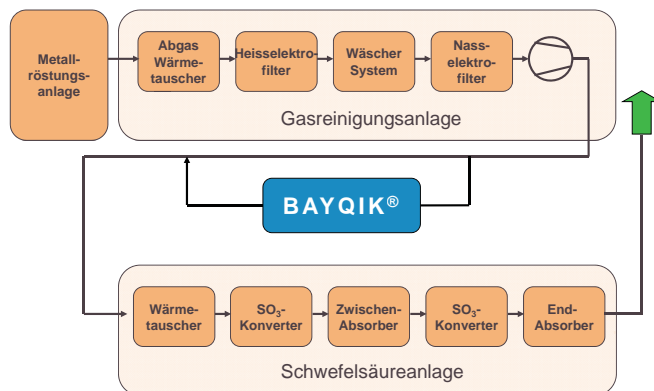 Metall-
röstungs-
anlage
Abgas
Wärme-
tauscher
Heisselektro-
filter
Wäscher
System
Nass-
elektro-
filter
Gasreinigungsanlage
BAYQIK®
Wärme-
tauscher
SO₃-
Konverter
Zwischen-
Absorber
SO₃-
Konverter
End-
Absorber
Schwefelsäureanlage